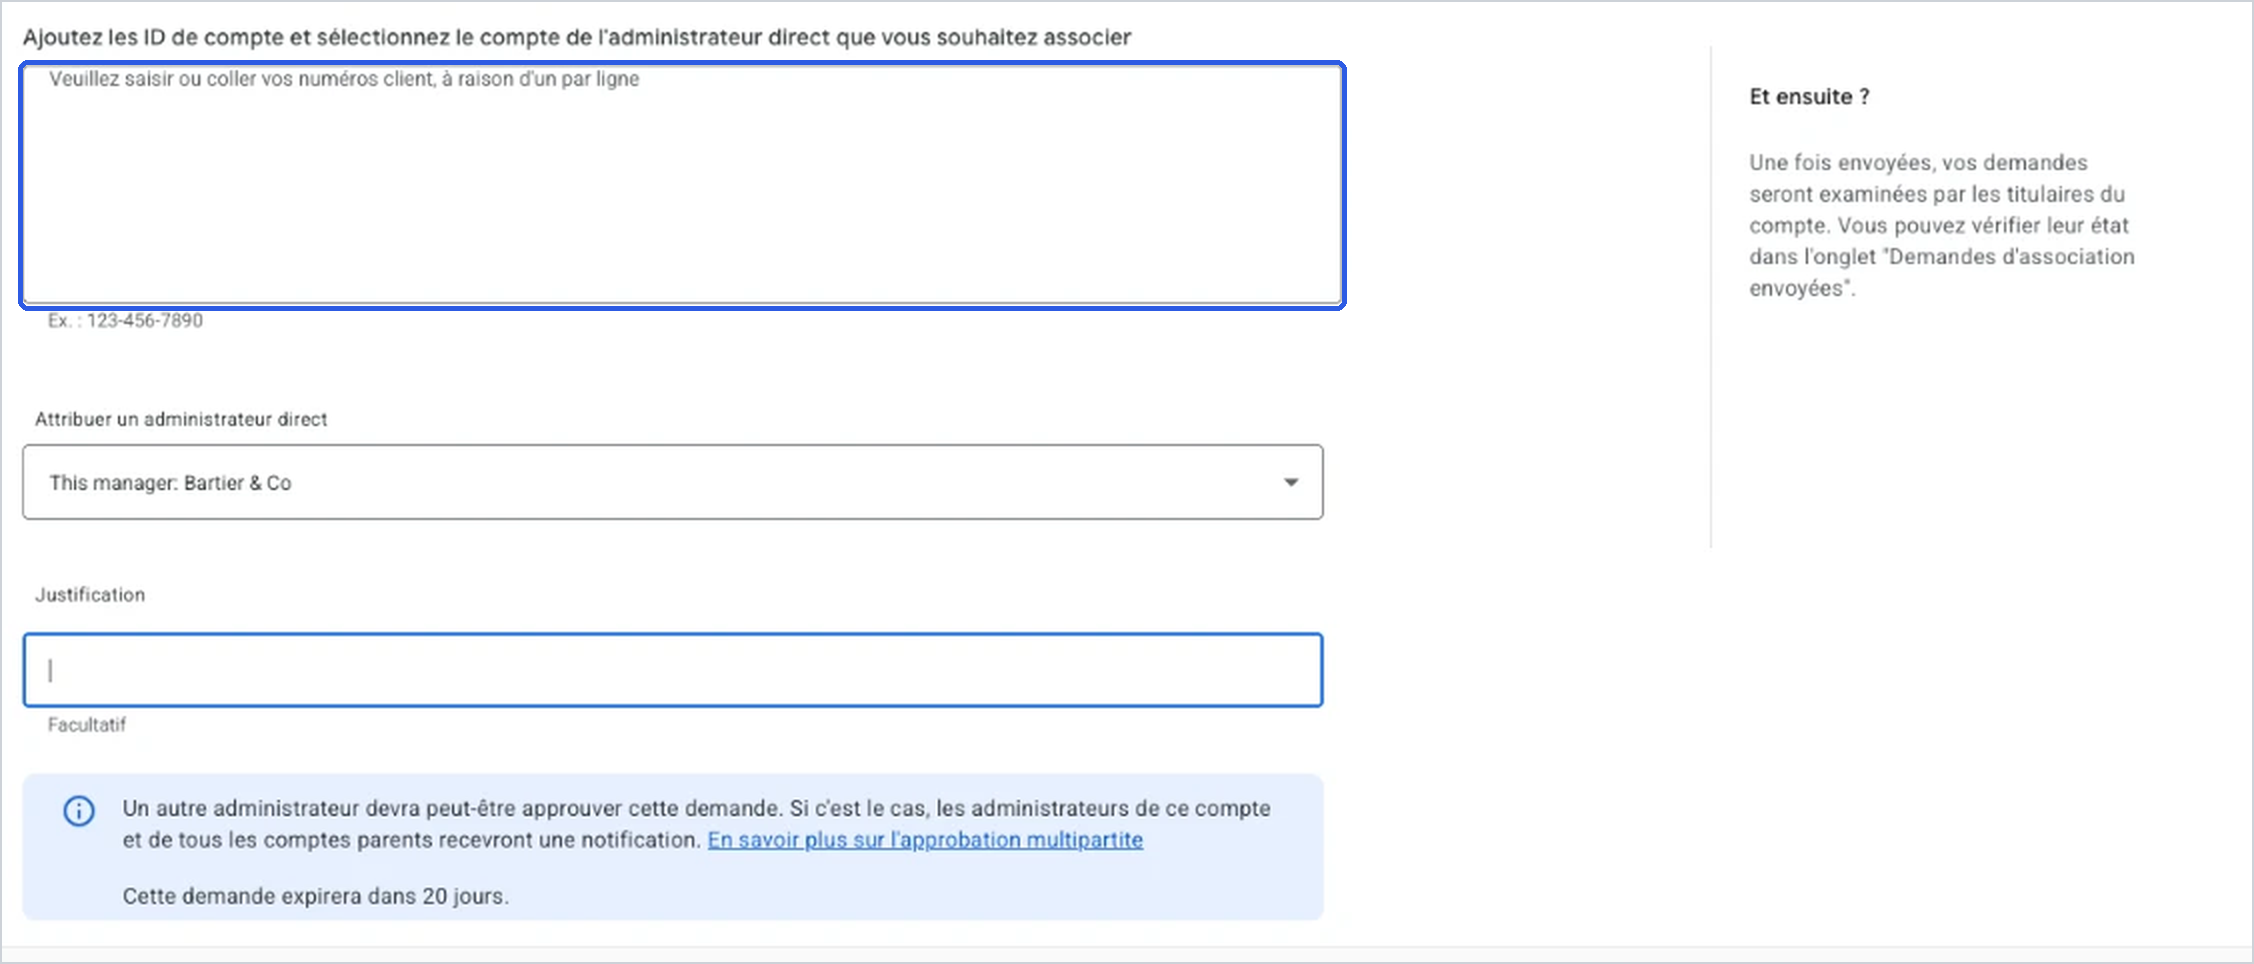 Ajoutez les ID de compte et sélectionnez le compte de l'administrateur direct que vous souhaitez associer
Veuillez saisir ou coller vos numéros client, à raison d'un par ligne
Ex. : 123-456-7890
Attribuer un administrateur direct
This manager: Bartier & Co
Justification
Facultatif
Un autre administrateur devra peut-être approuver cette demande. Si c'est le cas, les administrateurs de ce compte
et de tous les comptes parents recevront une notification. En savoir plus sur l'approbation multipartite
Cette demande expirera dans 20 jours.
Et ensuite ?
Une fois envoyées, vos demandes
seront examinées par les titulaires du
compte. Vous pouvez vérifier leur état
dans l'onglet "Demandes d'association
envoyées".